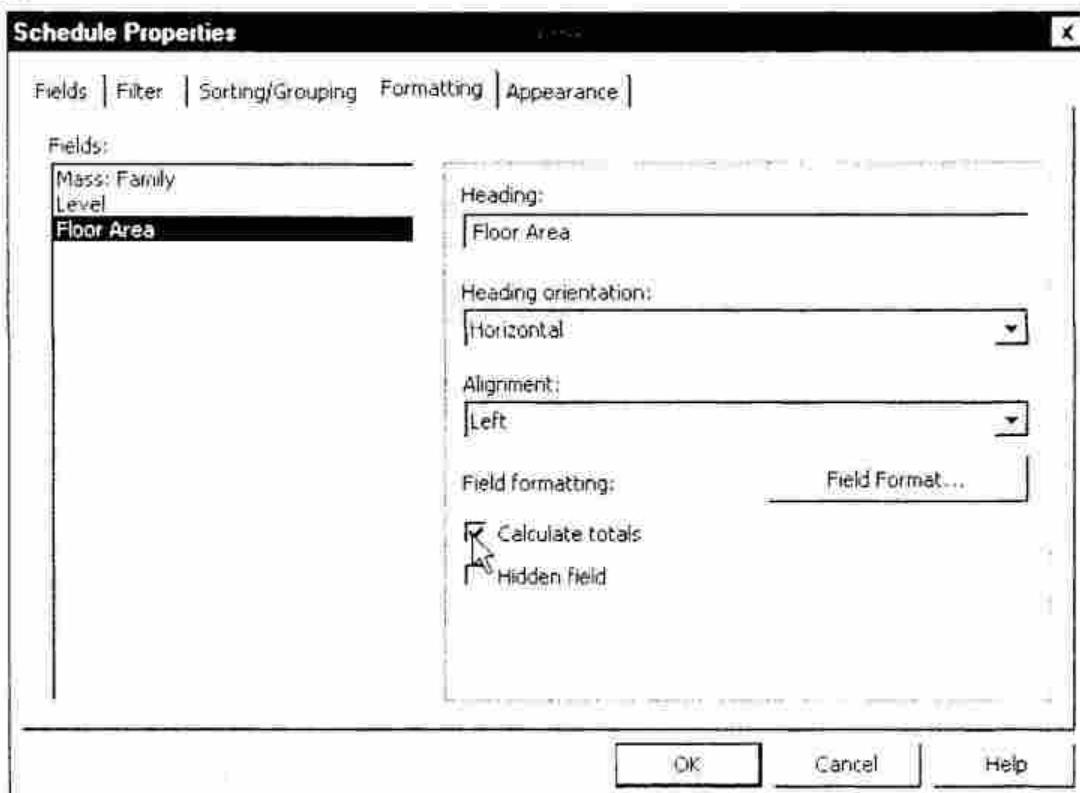 Schedule Properties
X
Fields Filter Sorting/Grouping Formatting Appearance
Fields:
Mass: Family
Level
Floor Area
Heading:
Floor Area
Heading orientation:
Horizontal
Alignment:
Left
Field formatting: Field Format...
Calculate totals
Hidden field
OK Cancel Help